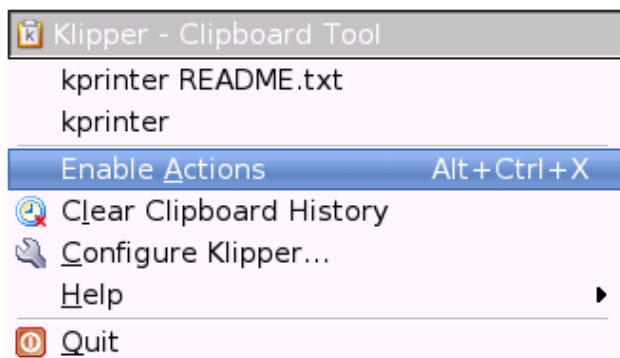 Klipper - Clipboard Tool
kprinter README.txt
kprinter
Enable Actions Alt+Ctrl+X
Clear Clipboard History
Configure Klipper...
Help
Quit